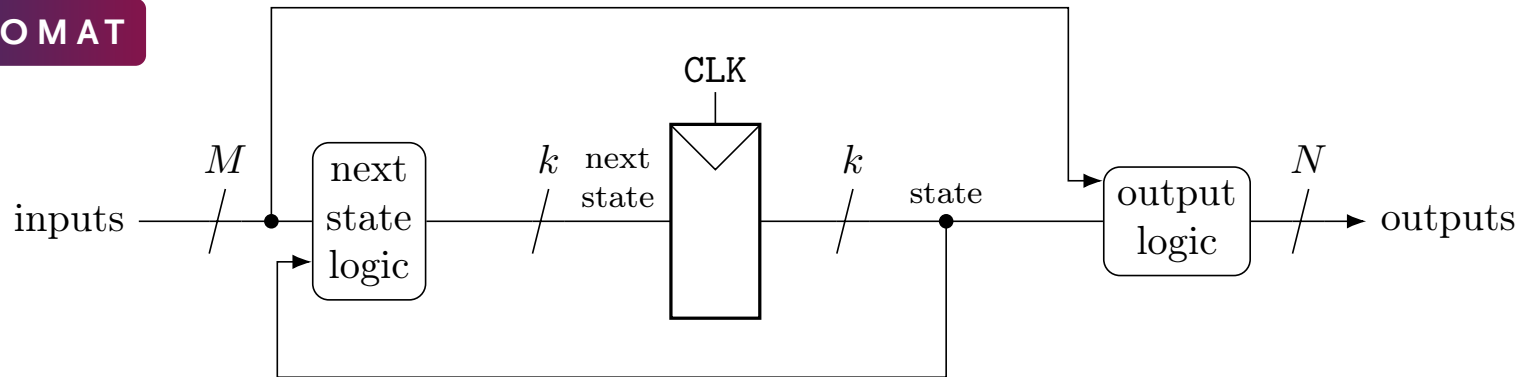 OMAT
CLK
M
next
state
logic
k
next
state
k
state
output
logic
N
inputs
outputs